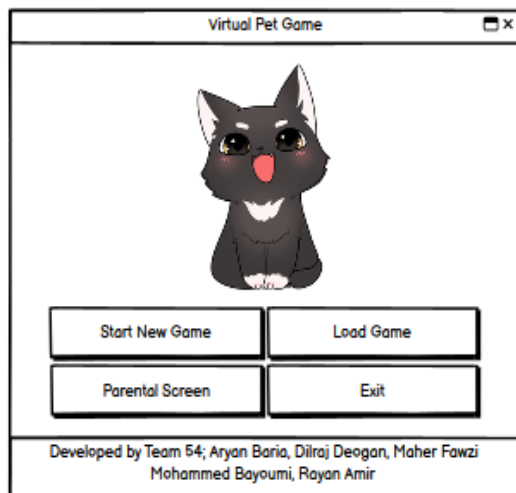 Virtual Pet Game
Start New Game
Load Game
Parental Screen
Exit
Developed by Team 54; Aryan Baria, Dilraj Deogan, Maher Fawzi
Mohammed Bayoumi, Rayan Amir